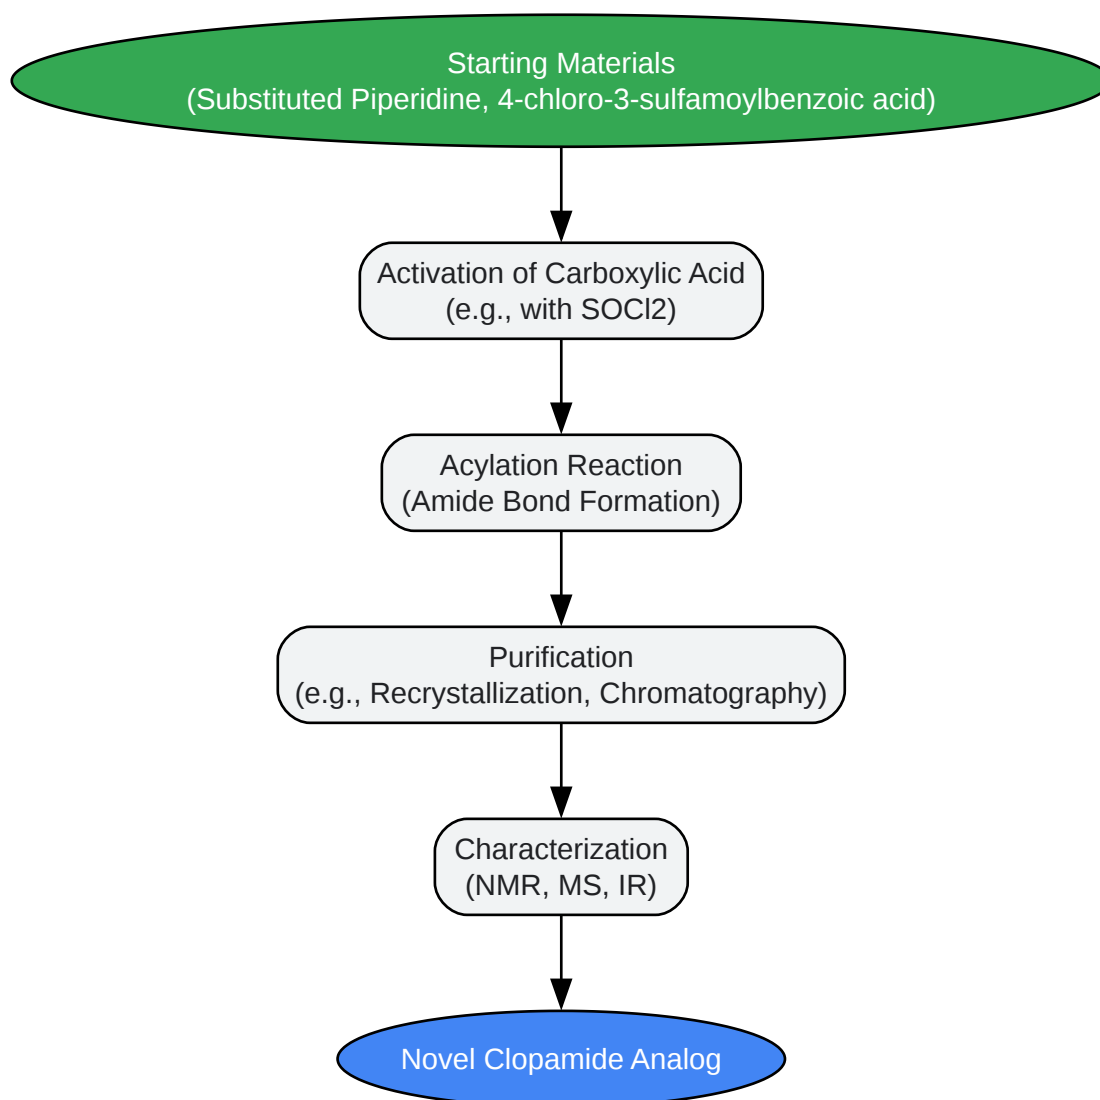 Starting Materials
(Substituted Piperidine, 4-chloro-3-sulfamoylbenzoic acid)
Activation of Carboxylic Acid
(e.g., with SOCl2)
Acylation Reaction
(Amide Bond Formation)
Purification
(e.g., Recrystallization, Chromatography)
Characterization
(NMR, MS, IR)
Novel Clopamide Analog